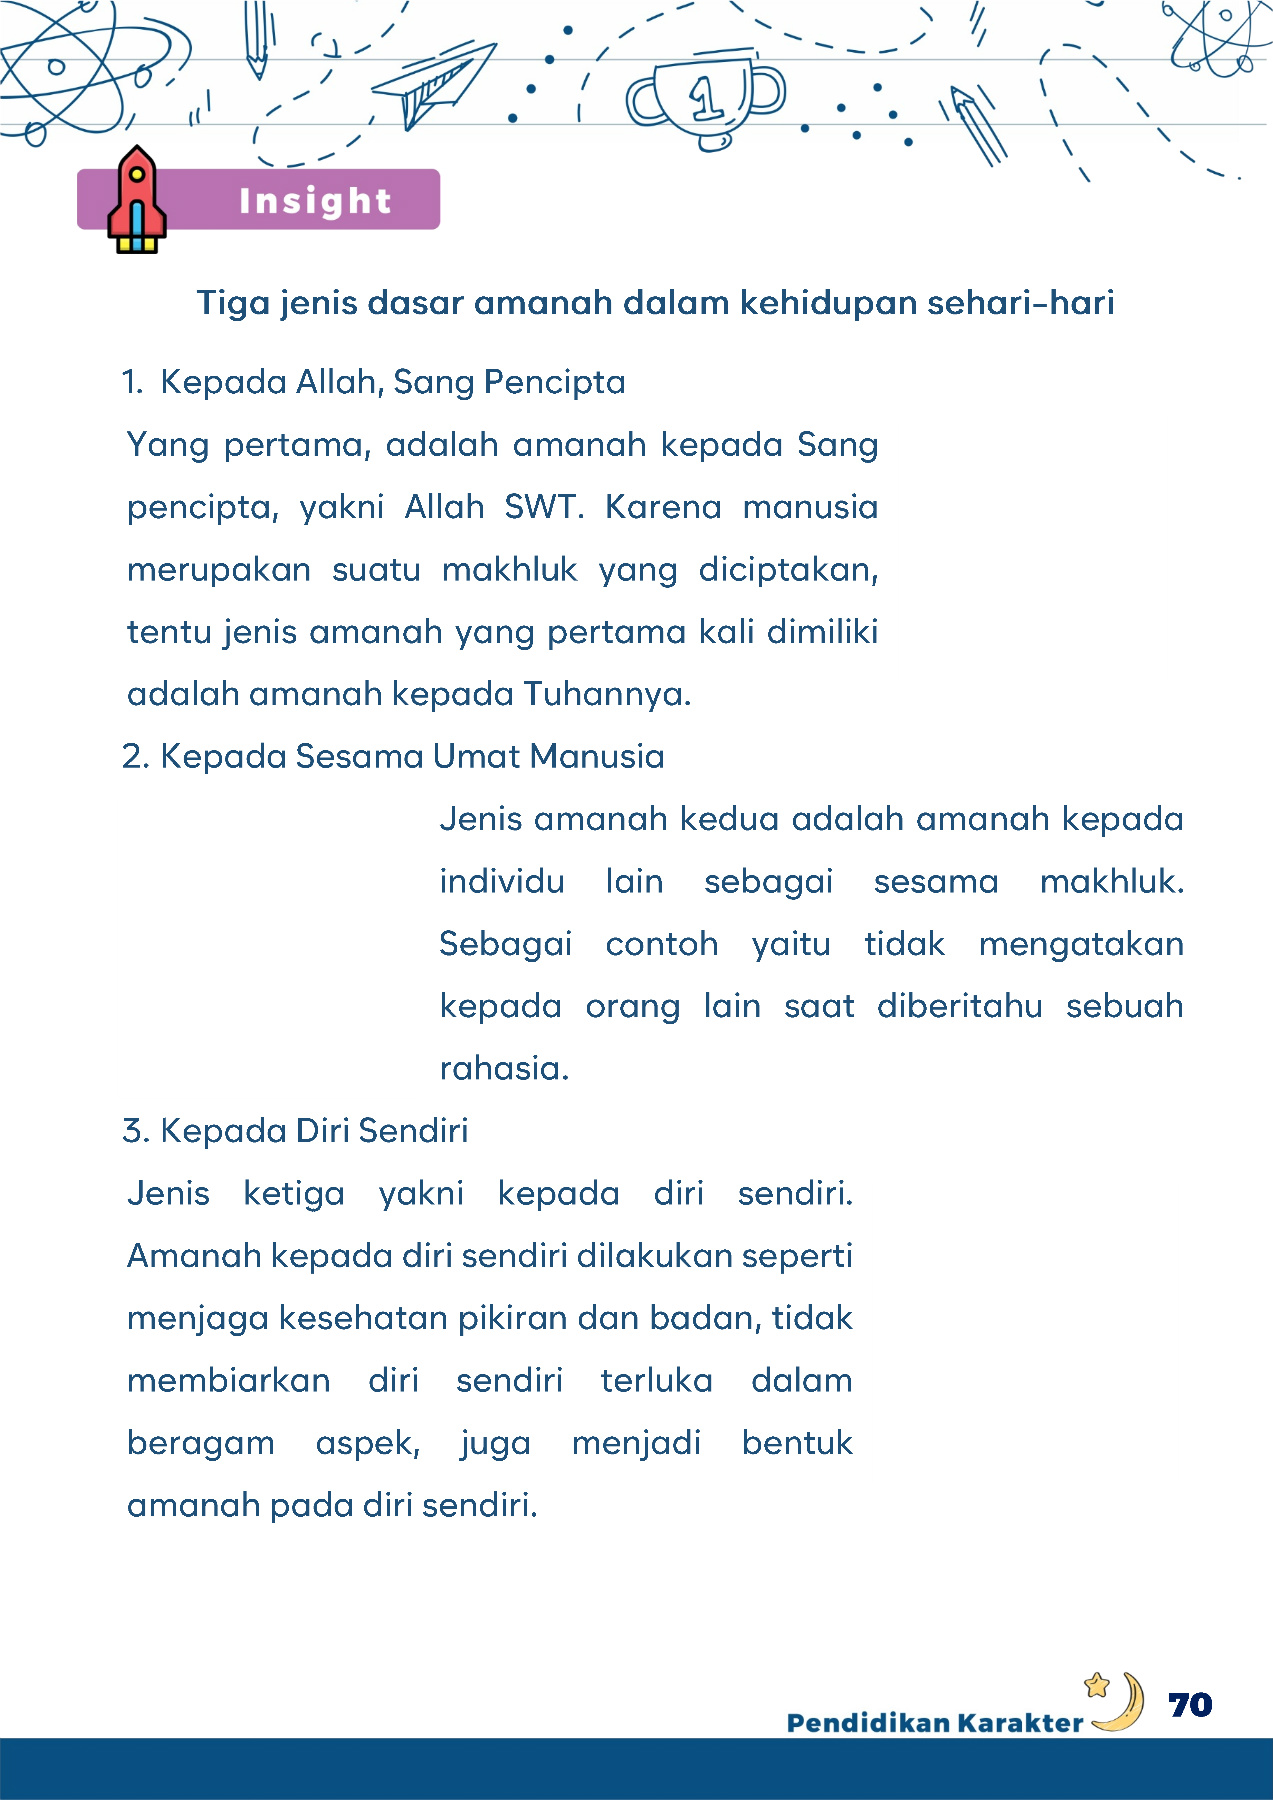 1
Insight
Tiga jenis dasar amanah dalam kehidupan sehari-hari
1. Kepada Allah, Sang Pencipta
Yang pertama, adalah amanah kepada Sang
pencipta, yakni Allah SWT. Karena manusia
merupakan suatu makhluk yang diciptakan,
tentu jenis amanah yang pertama kali dimiliki
adalah amanah kepada Tuhannya.
2. Kepada Sesama Umat Manusia
Jenis amanah kedua adalah amanah kepada
individu lain sebagai sesama makhluk.
Sebagai contoh yaitu tidak mengatakan
kepada orang lain saat diberitahu sebuah
rahasia.
3. Kepada Diri Sendiri
Jenis ketiga yakni kepada diri sendiri.
Amanah kepada diri sendiri dilakukan seperti
menjaga kesehatan pikiran dan badan, tidak
membiarkan diri sendiri terluka dalam
beragam aspek, juga menjadi bentuk
amanah pada diri sendiri.
Pendidikan Karakter
70